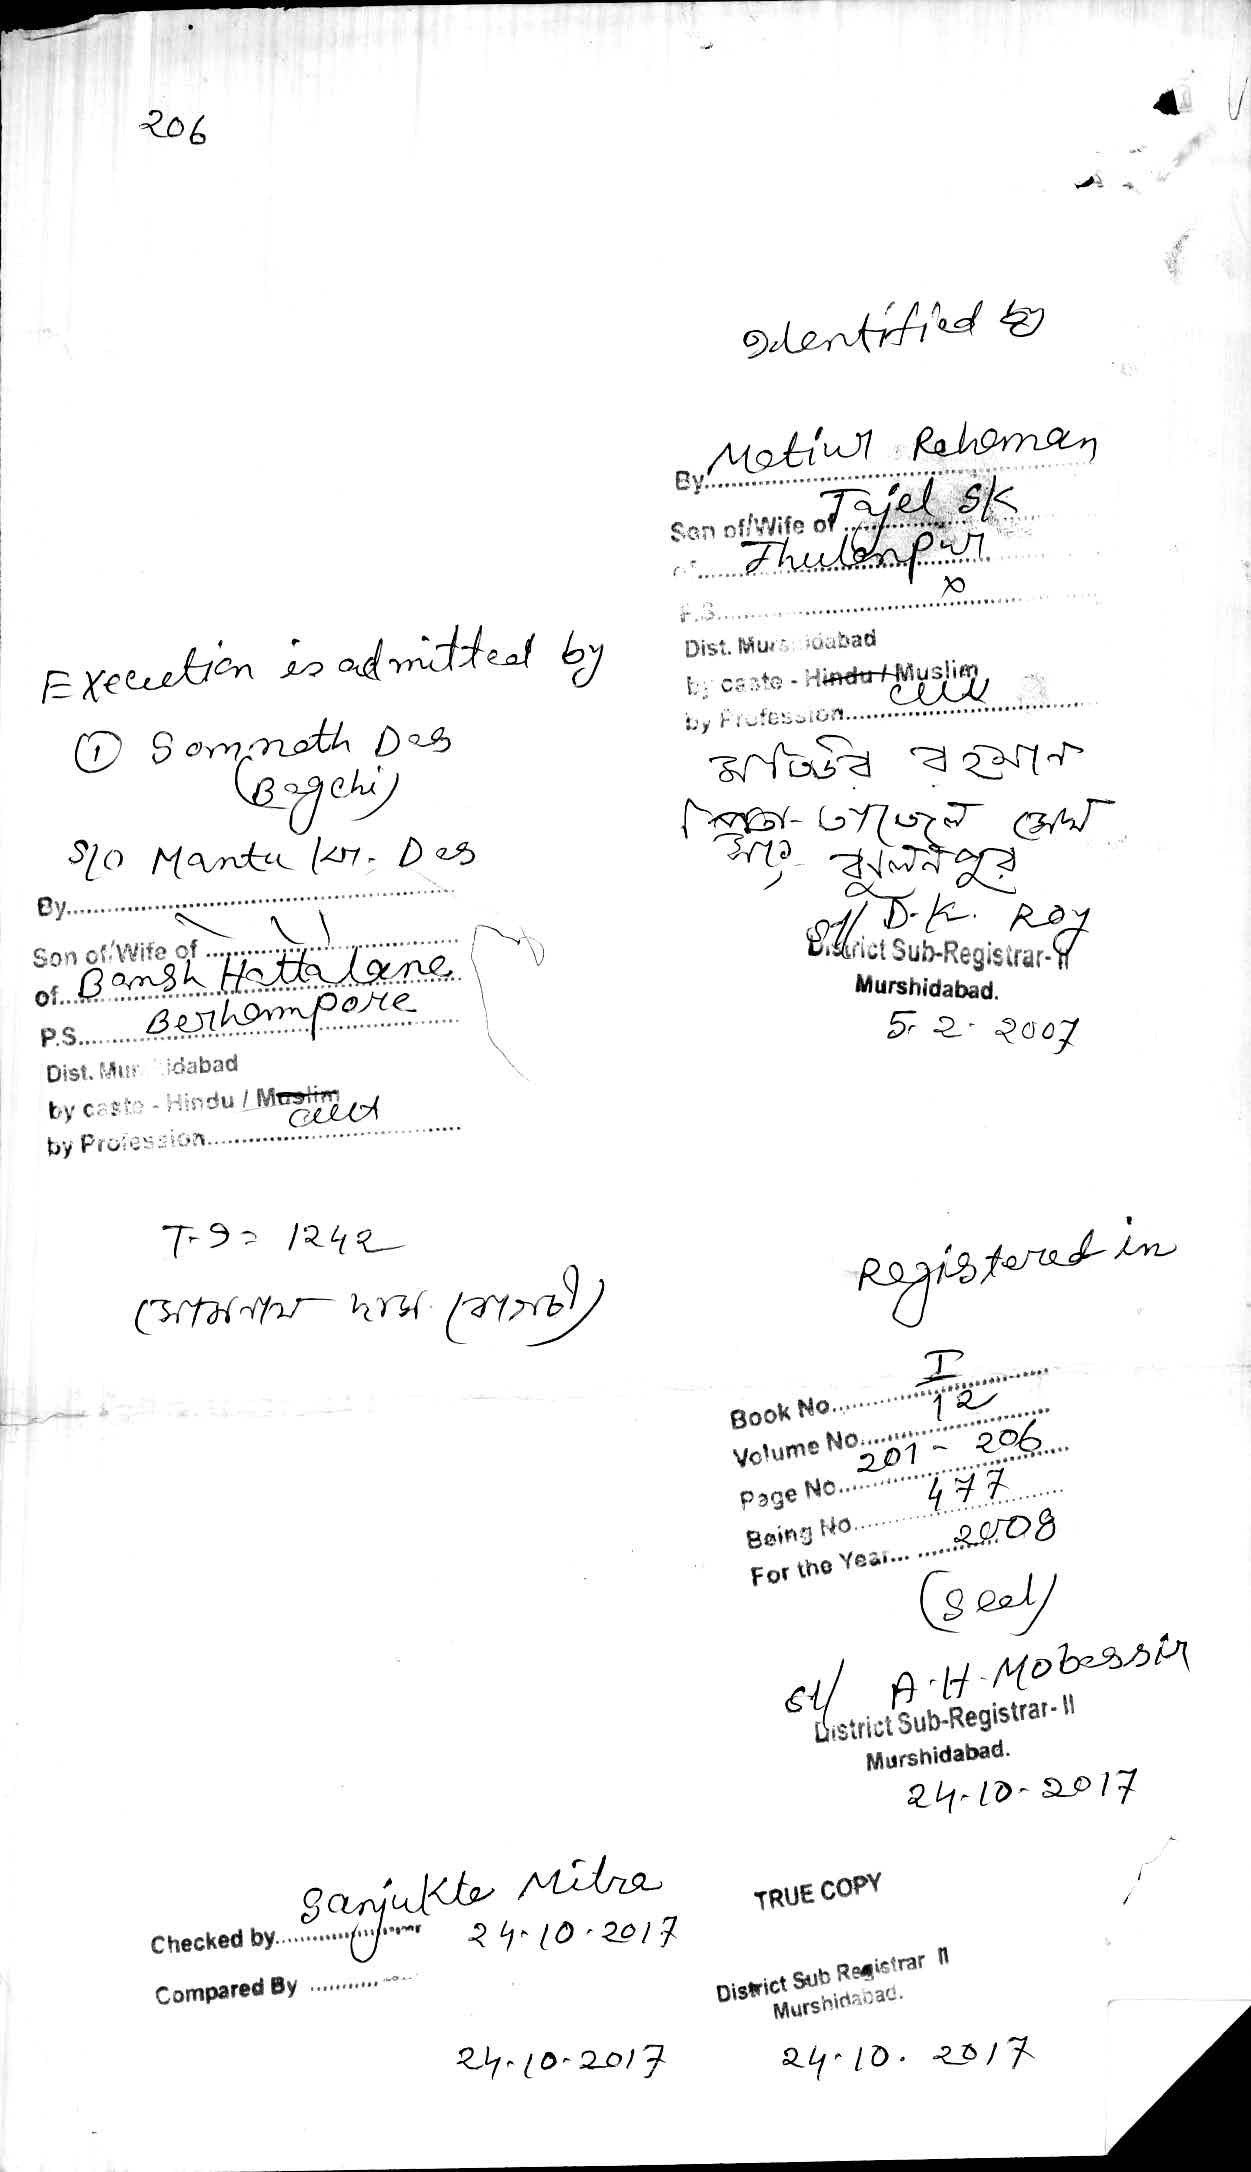 206
Identified by
By Motiur Rahaman
Son of/Wife of Tajel SK
of Jhulonpur
P.S. x
Dist. Murshidabad
by caste - Hindu / Muslim
by Profession
মতিউর রহমান
পিতা- তাজেল সেখ
সাং- ঝুলনপুর
Sd/ D.K. Roy
District Sub-Registrar-II
Murshidabad.
5.2.2007
Execution is admitted by
① Somnath Das
(Bagchi)
S/O Mantu Kr. Das
By
Son of/Wife of
of Bansh Hatta Lane
P.S. Berhampore
Dist. Murshidabad
by caste - Hindu / Muslim
by Profession
1242
সোমনাথ দাস (বাগচী)
Registered in
Book No. I
Volume No. 12
Page No. 201 - 206
Being No. 477
For the Year... 2008
(Seal)
Sd/ A.H. Mobassir
District Sub-Registrar-II
Murshidabad.
24-10-2017
Checked by Sanjukta Mitra
24-10-2017
Compared By
24-10-2017
TRUE COPY
District Sub Registrar II
Murshidabad.
24-10. 2017